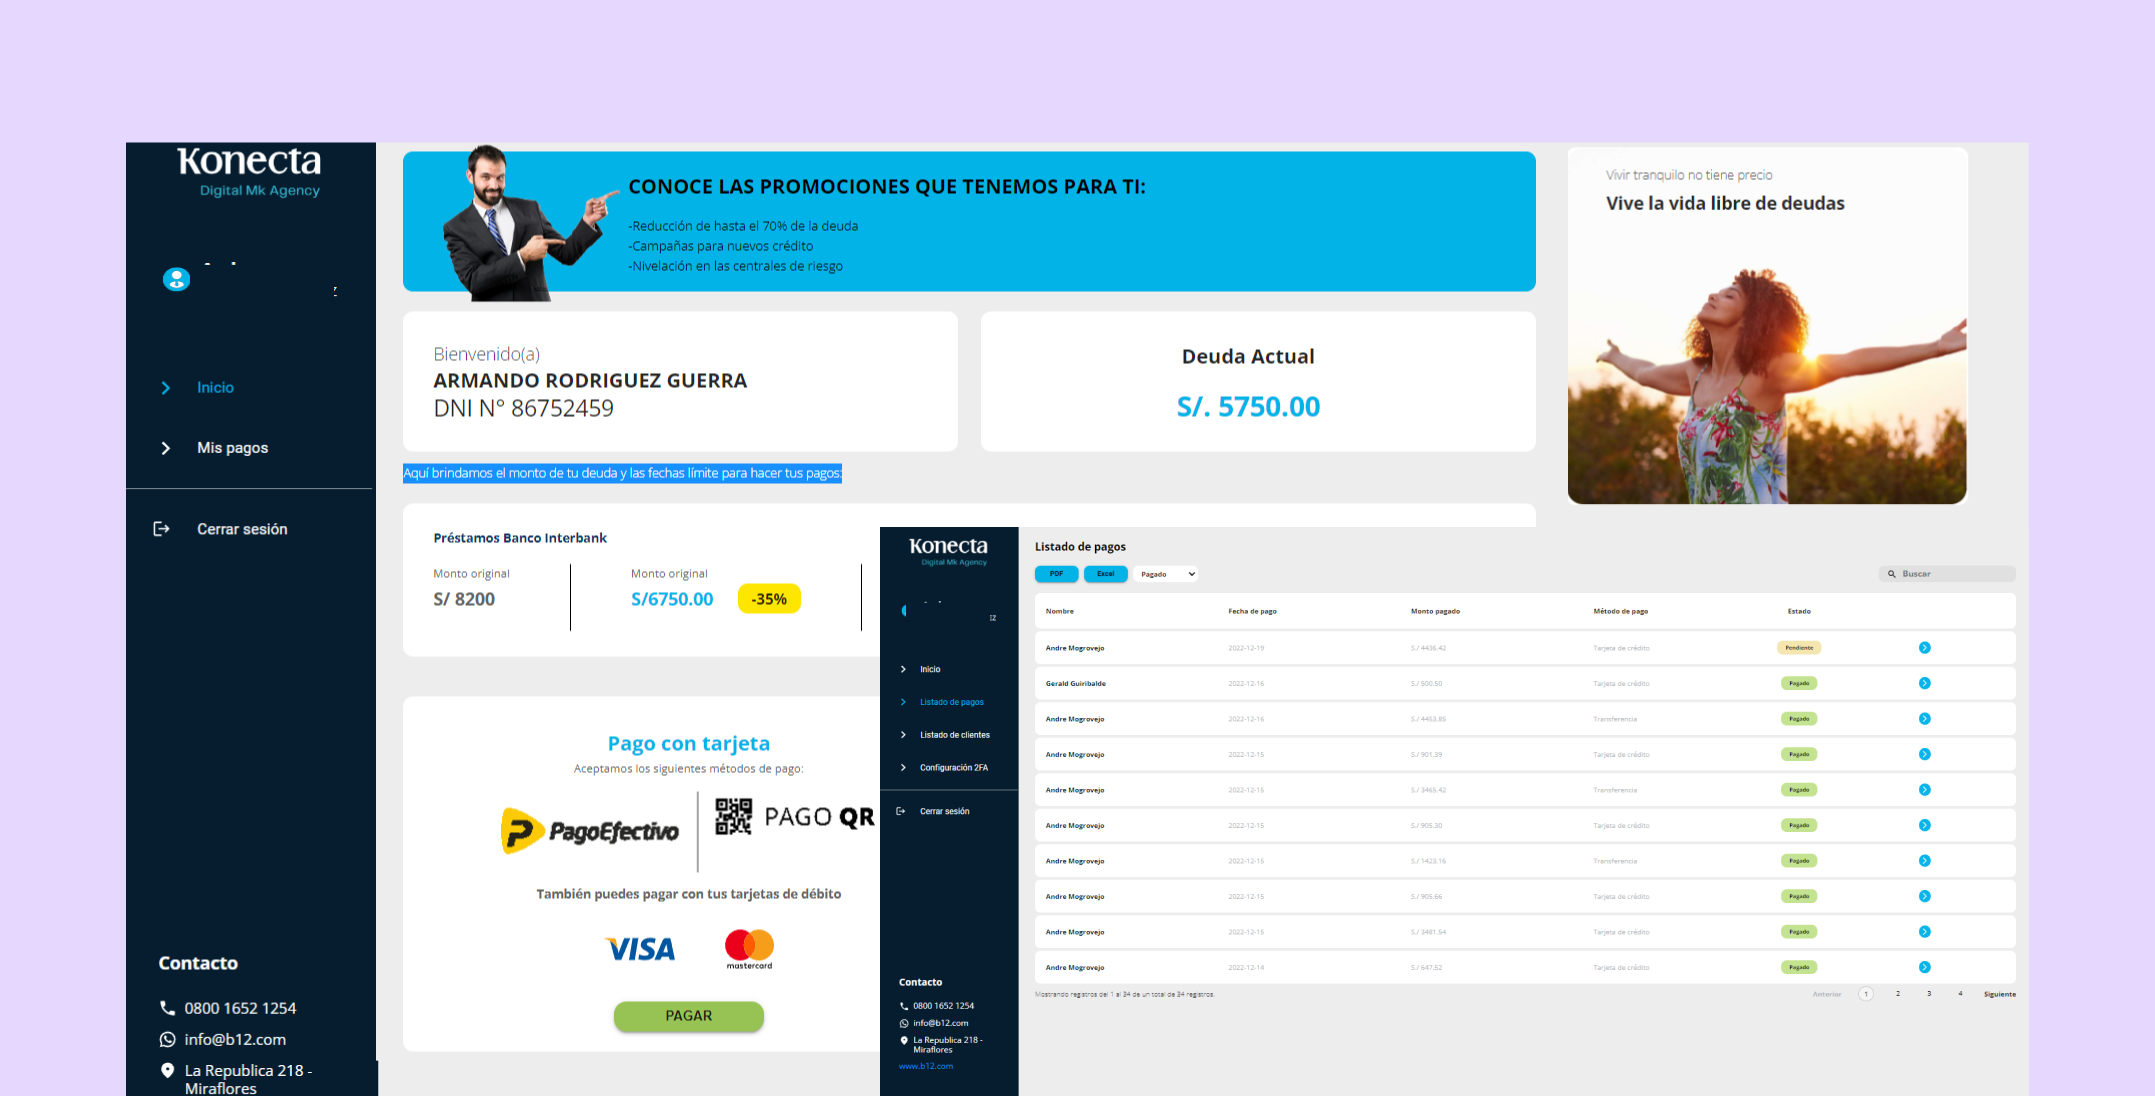 Konecta
Digital Mk Agency
Inicio
Mis pagos
Cerrar sesión
Contacto
0800 1652 1254
info@b12.com
La Republica 218 -
Miraflores
CONOCE LAS PROMOCIONES QUE TENEMOS PARA TI:
-Reducción de hasta el 70% de la deuda
-Campañas para nuevos crédito
-Nivelación en las centrales de riesgo
Vivir tranquilo no tiene precio
Vive la vida libre de deudas
Bienvenido(a)
ARMANDO RODRIGUEZ GUERRA
DNI N° 86752459
Deuda Actual
S/. 5750.00
Aquí brindamos el monto de tu deuda y las fechas límite para hacer tus pagos:
Préstamos Banco Interbank
Monto original
S/ 8200
Monto original
S/6750.00
-35%
Pago con tarjeta
Aceptamos los siguientes métodos de pago:
PagoEfectivo
PAGO QR
También puedes pagar con tus tarjetas de débito
VISA
mastercard
PAGAR
Konecta
Digital Mk Agency
Inicio
Listado de pagos
Listado de clientes
Configuración 2FA
Cerrar sesión
Contacto
0800 1652 1254
info@b12.com
La Republica 218 -
Miraflores
www.b12.com
Listado de pagos
PDF Excel Pagado Buscar
Nombre Fecha de pago Monto pagado Método de pago Estado
Andre Mogrovejo 2022-12-19 S/ 4436.42 Tarjeta de crédito Pendiente
Gerald Guiribalde 2022-12-16 S/ 500.50 Tarjeta de crédito Pagado
Andre Mogrovejo 2022-12-16 S/ 4453.85 Transferencia Pagado
Andre Mogrovejo 2022-12-15 S/ 901.39 Tarjeta de crédito Pagado
Andre Mogrovejo 2022-12-15 S/ 3465.42 Transferencia Pagado
Andre Mogrovejo 2022-12-15 S/ 905.30 Tarjeta de crédito Pagado
Andre Mogrovejo 2022-12-15 S/ 1423.16 Transferencia Pagado
Andre Mogrovejo 2022-12-15 S/ 905.66 Tarjeta de crédito Pagado
Andre Mogrovejo 2022-12-15 S/ 3481.54 Tarjeta de crédito Pagado
Andre Mogrovejo 2022-12-14 S/ 647.52 Tarjeta de crédito Pagado
Mostrando registros del 1 al 34 de un total de 34 registros.
Anterior 1 2 3 4 Siguiente